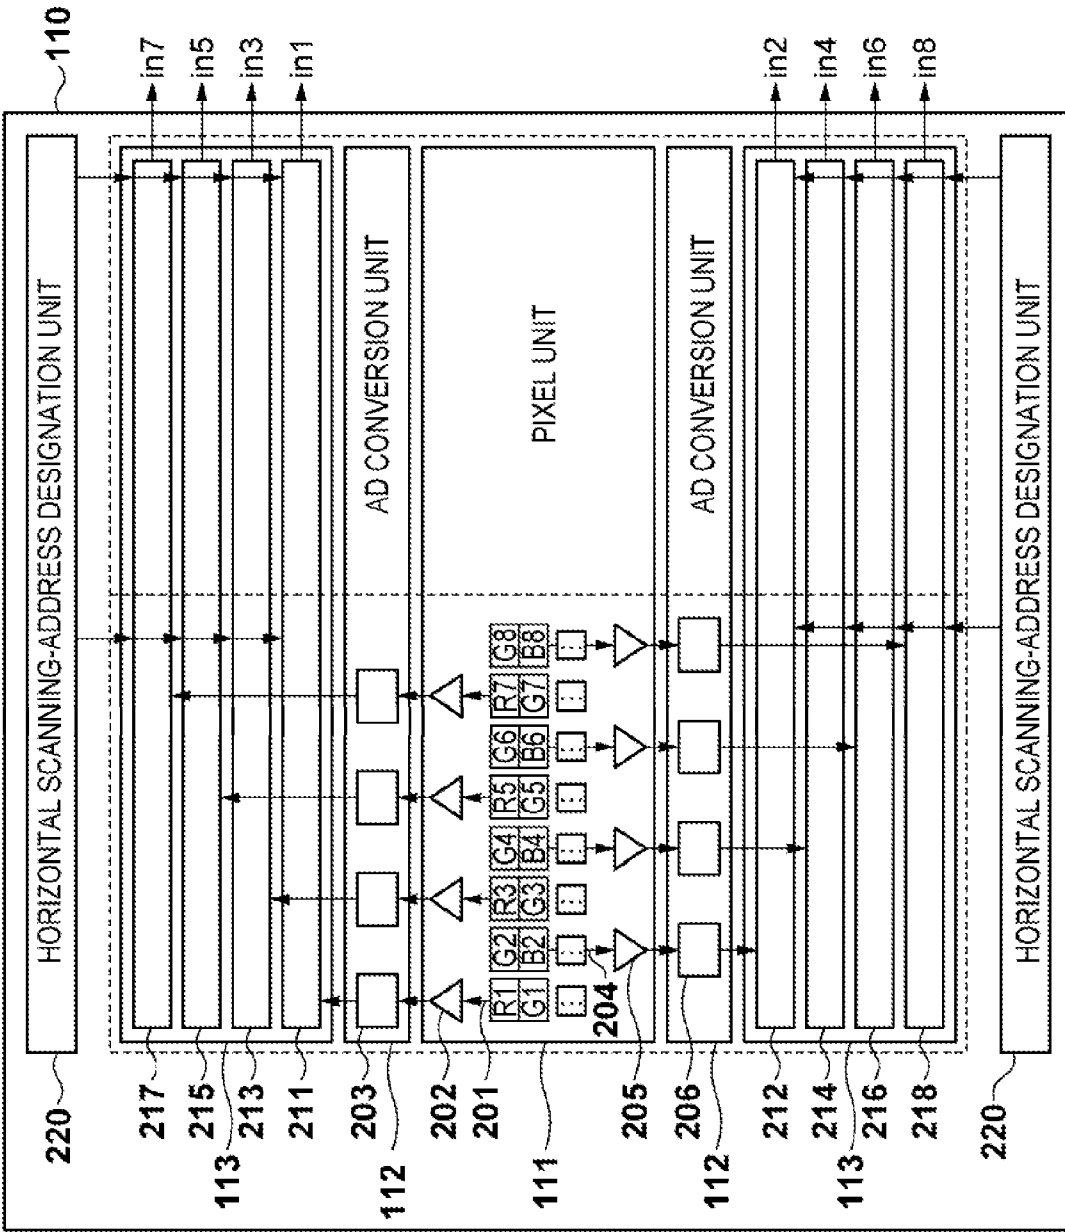 110
HORIZONTAL SCANNING-ADDRESS DESIGNATION UNIT
220
in7
217
in5
215
113
in3
213
in1
211
AD CONVERSION UNIT
203
112
202
201
PIXEL UNIT
R1 G2 R3 G4 R5 G6 R7 G8
G1 B2 G3 B4 G5 B6 G7 B8
111
204
205
AD CONVERSION UNIT
206
112
in2
212
in4
214
113
in6
216
in8
218
HORIZONTAL SCANNING-ADDRESS DESIGNATION UNIT
220